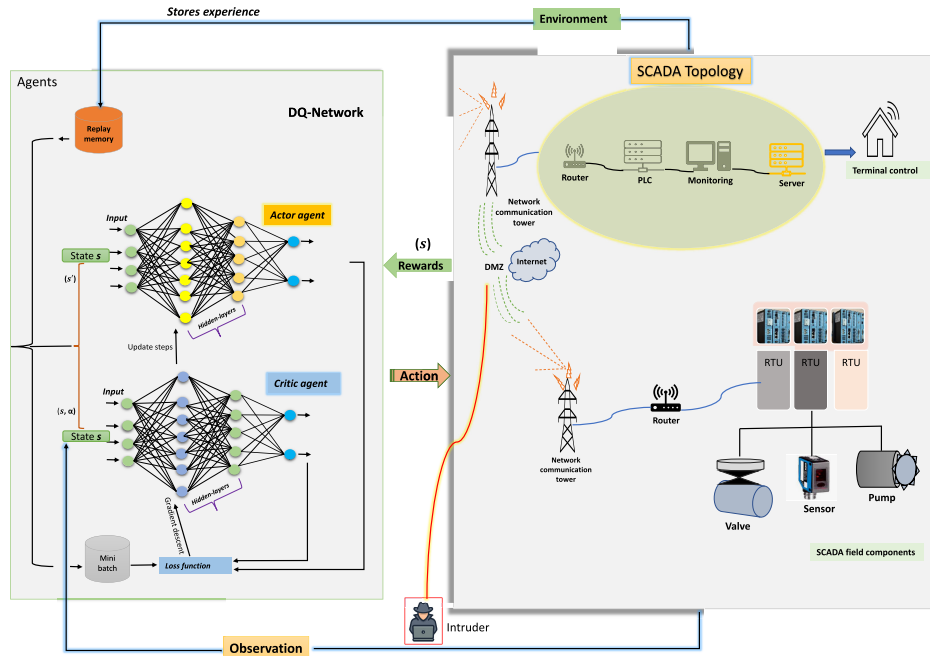 Stores experience
Environment
Agents
DQ-Network
Replay
memory
Input
Actor agent
State s
(s')
Hidden-layers
Update steps
Input
Critic agent
(s, α)
State s
Hidden-layers
Gradient descent
Mini
batch
Loss function
(s)
Rewards
Action
SCADA Topology
Router
PLC
Monitoring
Server
Terminal control
Network
communication
tower
DMZ
Internet
RTU
RTU
RTU
Router
Network
communication
tower
Valve
Sensor
Pump
SCADA field components
Intruder
Observation